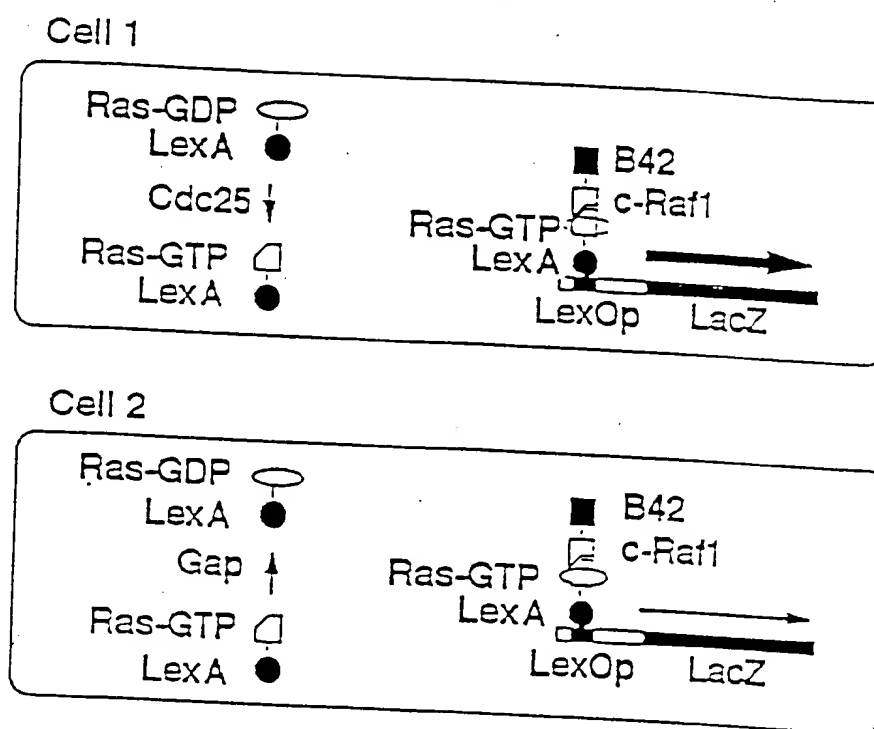 Cell 1
Ras-GDP
LexA
Cdc25
Ras-GTP
LexA
B42
c-Raf1
Ras-GTP
LexA
LexOp LacZ
Cell 2
Ras-GDP
LexA
Gap
Ras-GTP
LexA
B42
c-Raf1
Ras-GTP
LexA
LexOp LacZ